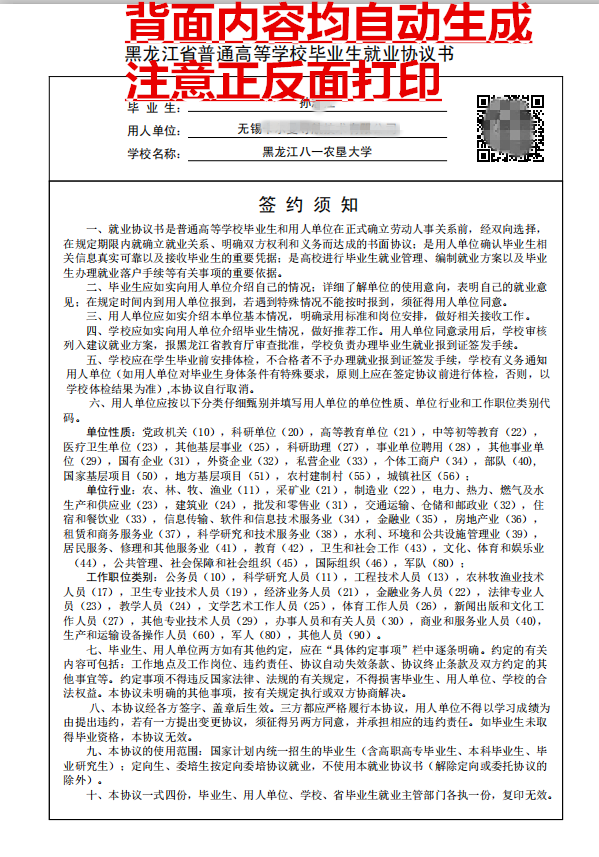 背面内容均自动生成
黑龙江省普通高等学校毕业生就业协议书
注意正反面打印
毕 业 生：孙
用人单位：无锡
学校名称：黑龙江八一农垦大学
签 约 须 知
一、就业协议书是普通高等学校毕业生和用人单位在正式确立劳动人事关系前，经双向选择，
在规定期限内就确立就业关系、明确双方权利和义务而达成的书面协议；是用人单位确认毕业生相
关信息真实可靠以及接收毕业生的重要凭据；是高校进行毕业生就业管理、编制就业方案以及毕业
生办理就业落户手续等有关事项的重要依据。
二、毕业生应如实向用人单位介绍自己的情况；详细了解单位的使用意向，表明自己的就业意
见；在规定时间内到用人单位报到，若遇到特殊情况不能按时报到，须征得用人单位同意。
三、用人单位应如实介绍本单位基本情况，明确录用标准和岗位安排，做好相关接收工作。
四、学校应如实向用人单位介绍毕业生情况，做好推荐工作。用人单位同意录用后，学校审核
列入建议就业方案，报黑龙江省教育厅审查批准，学校负责办理毕业生就业报到证签发手续。
五、学校应在学生毕业前安排体检，不合格者不予办理就业报到证签发手续，学校有义务通知
用人单位（如用人单位对毕业生身体条件有特殊要求，原则上应在签定协议前进行体检，否则，以
学校体检结果为准）,本协议自行取消。
六、用人单位应按以下分类仔细甄别并填写用人单位的单位性质、单位行业和工作职位类别代
码。
单位性质：党政机关（10），科研单位（20），高等教育单位（21），中等初等教育（22），
医疗卫生单位（23），其他基层事业（25），科研助理（27），事业单位聘用（28），其他事业单
位（29），国有企业（31），外资企业（32），私营企业（33），个体工商户（34），部队（40），
国家基层项目（50），地方基层项目（51），农村建制村（55），城镇社区（56）；
单位行业：农、林、牧、渔业（11），采矿业（21），制造业（22），电力、热力、燃气及水
生产和供应业（23），建筑业（24），批发和零售业（31），交通运输、仓储和邮政业（32），住
宿和餐饮业（33），信息传输、软件和信息技术服务业（34），金融业（35），房地产业（36），
租赁和商务服务业（37），科学研究和技术服务业（38），水利、环境和公共设施管理业（39），
居民服务、修理和其他服务业（41），教育（42），卫生和社会工作（43），文化、体育和娱乐业
（44），公共管理、社会保障和社会组织（45），国际组织（46），军队（80）；
工作职位类别：公务员（10），科学研究人员（11），工程技术人员（13），农林牧渔业技术
人员（17），卫生专业技术人员（19），经济业务人员（21），金融业务人员（22），法律专业人
员（23），教学人员（24），文学艺术工作人员（25），体育工作人员（26），新闻出版和文化工
作人员（27），其他专业技术人员（29），办事人员和有关人员（30），商业和服务业人员（40），
生产和运输设备操作人员（60），军人（80），其他人员（90）。
七、毕业生、用人单位两方如有其他约定，应在“具体约定事项”栏中逐条明确。约定的有关
内容可包括：工作地点及工作岗位、违约责任、协议自动失效条款、协议终止条款及双方约定的其
他事宜等。约定事项不得违反国家法律、法规的有关规定，不得损害毕业生、用人单位、学校的合
法权益。本协议未明确的其他事项，按有关规定执行或双方协商解决。
八、本协议经各方签字、盖章后生效。三方都应严格履行本协议，用人单位不得以学习成绩为
由提出违约，若有一方提出变更协议，须征得另两方同意，并承担相应的违约责任。如毕业生未取
得毕业资格，本协议无效。
九、本协议的使用范围：国家计划内统一招生的毕业生（含高职高专毕业生、本科毕业生、毕
业研究生）；定向生、委培生按定向委培协议就业，不使用本就业协议书（解除定向或委托协议的
除外）。
十、本协议一式四份，毕业生、用人单位、学校、省毕业生就业主管部门各执一份，复印无效。